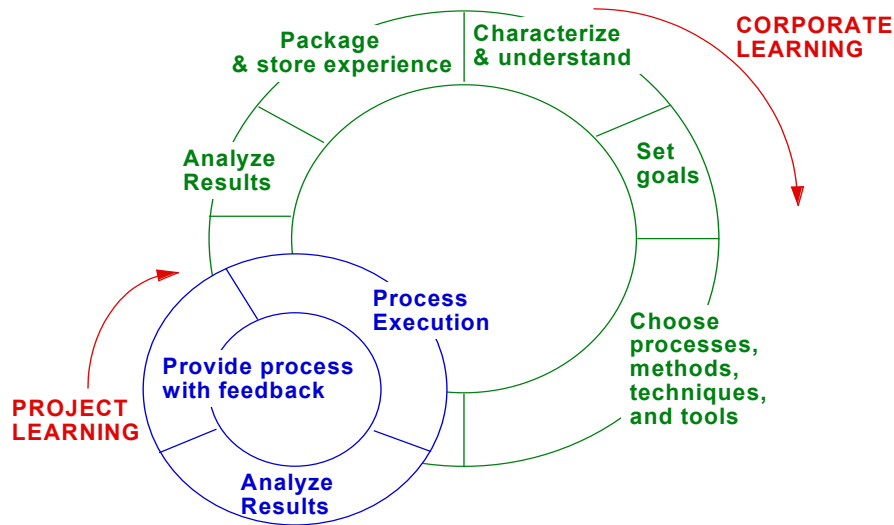 Package
& store experience
Characterize
& understand
CORPORATE
LEARNING
Analyze
Results
Set
goals
Process
Execution
Choose
processes,
methods,
techniques,
and tools
Provide process
with feedback
PROJECT
LEARNING
Analyze
Results